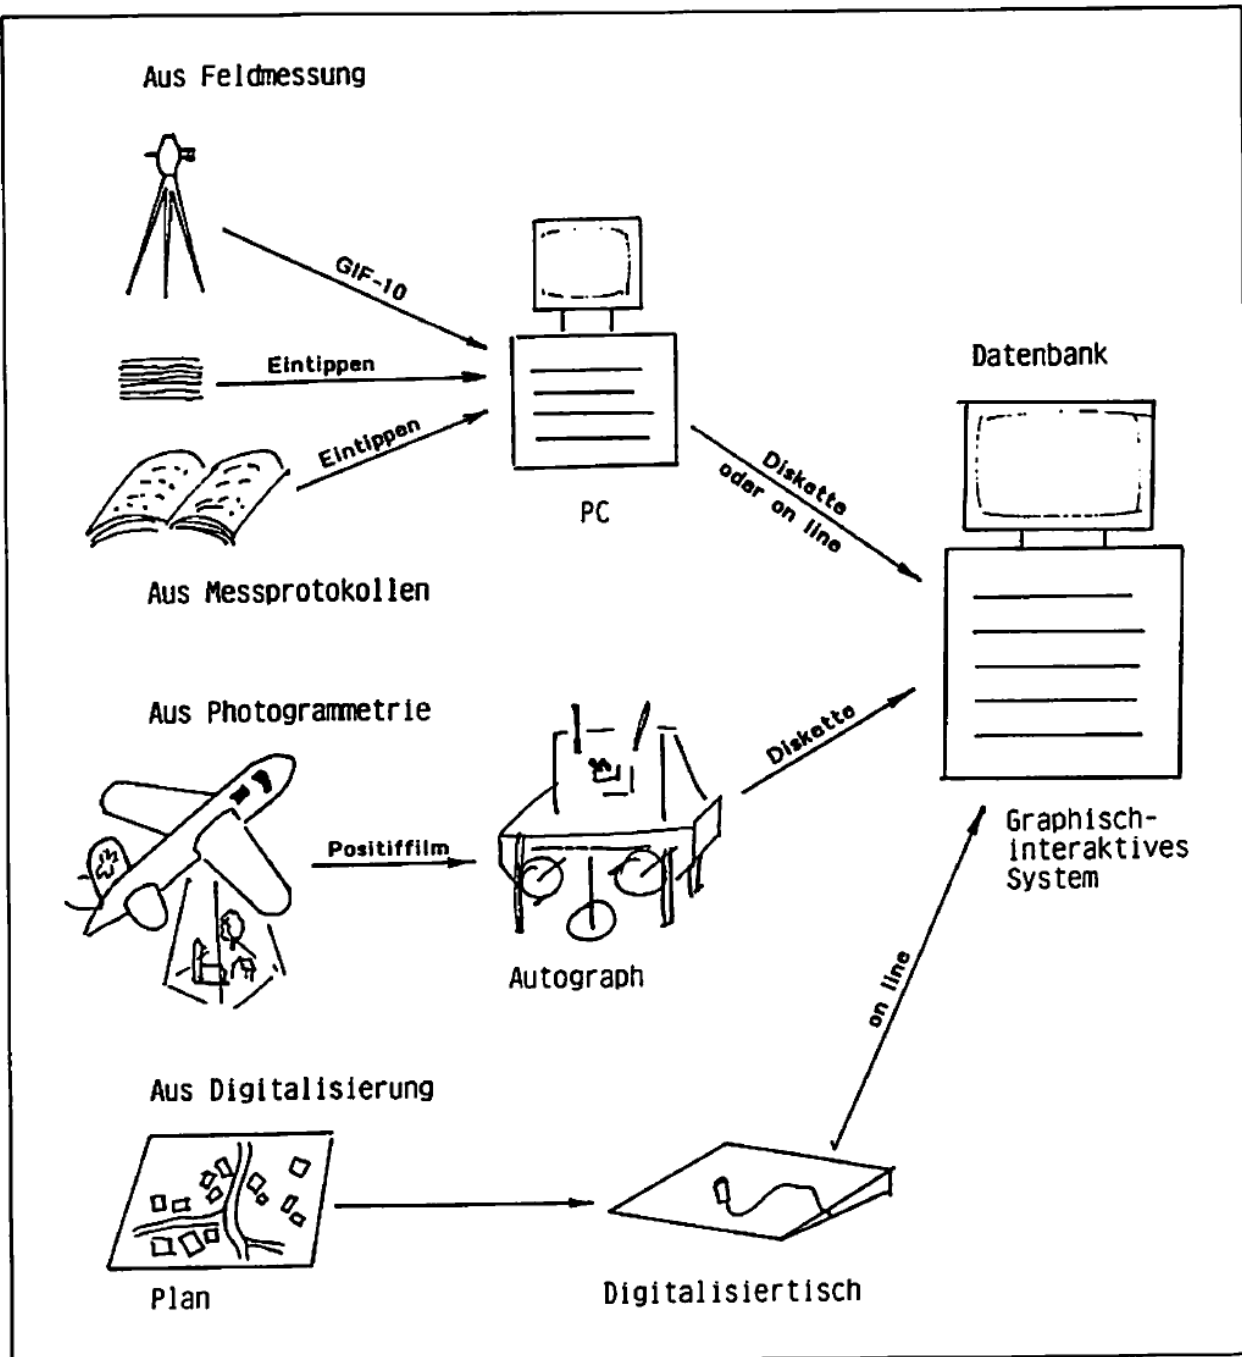 Aus Feldmessung
GIF-10
Eintippen
Eintippen
PC
Aus Messprotokollen
Datenbank
Diskette
oder on line
Aus Photogrammetrie
Positiffilm
Autograph
Diskette
Graphisch-
interaktives
System
on line
Aus Digitalisierung
Plan
Digitalisiertisch